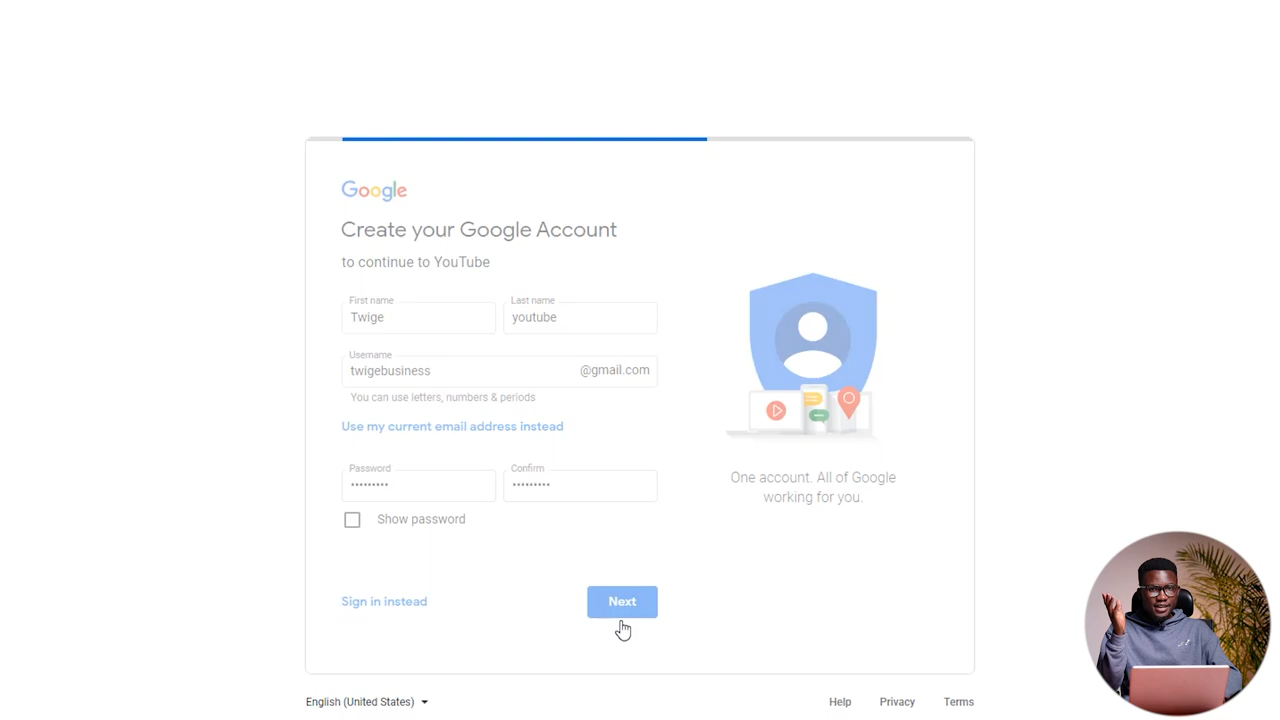 Google
Create your Google Account
to continue to YouTube
First name
Last name
Twige
youtube
Username
twigebusiness
@gmail.com
You can use letters, numbers & periods
Use my current email address instead
Password
Confirm
•••••••••
•••••••••
Show password
One account. All of Google
working for you.
Sign in instead
Next
English (United States)
Help
Privacy
Terms